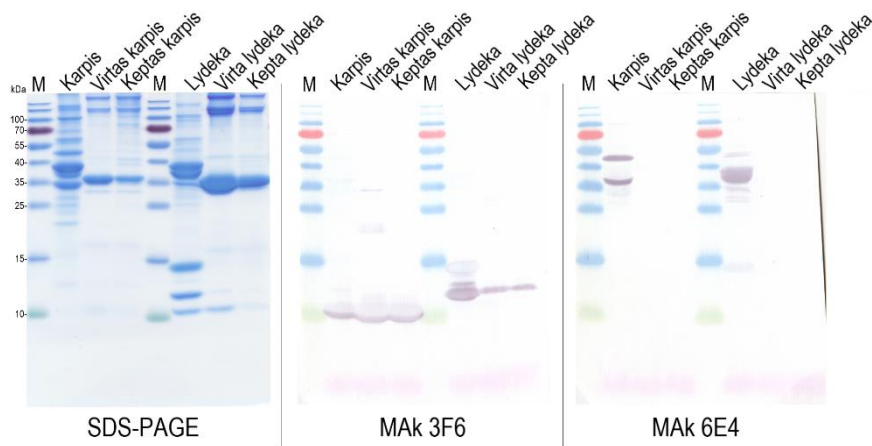 M Karpis Virtas karpis Keptas karpis M Lydeka Virta lydeka Kepta lydeka
M Karpis Virtas karpis Keptas karpis M Lydeka Virta lydeka Kepta lydeka
M Karpis Virtas karpis Keptas karpis M Lydeka Virta lydeka Kepta lydeka
kDa
100-
70-
55-
40-
35-
25-
15-
10-
SDS-PAGE
MAk 3F6
MAk 6E4